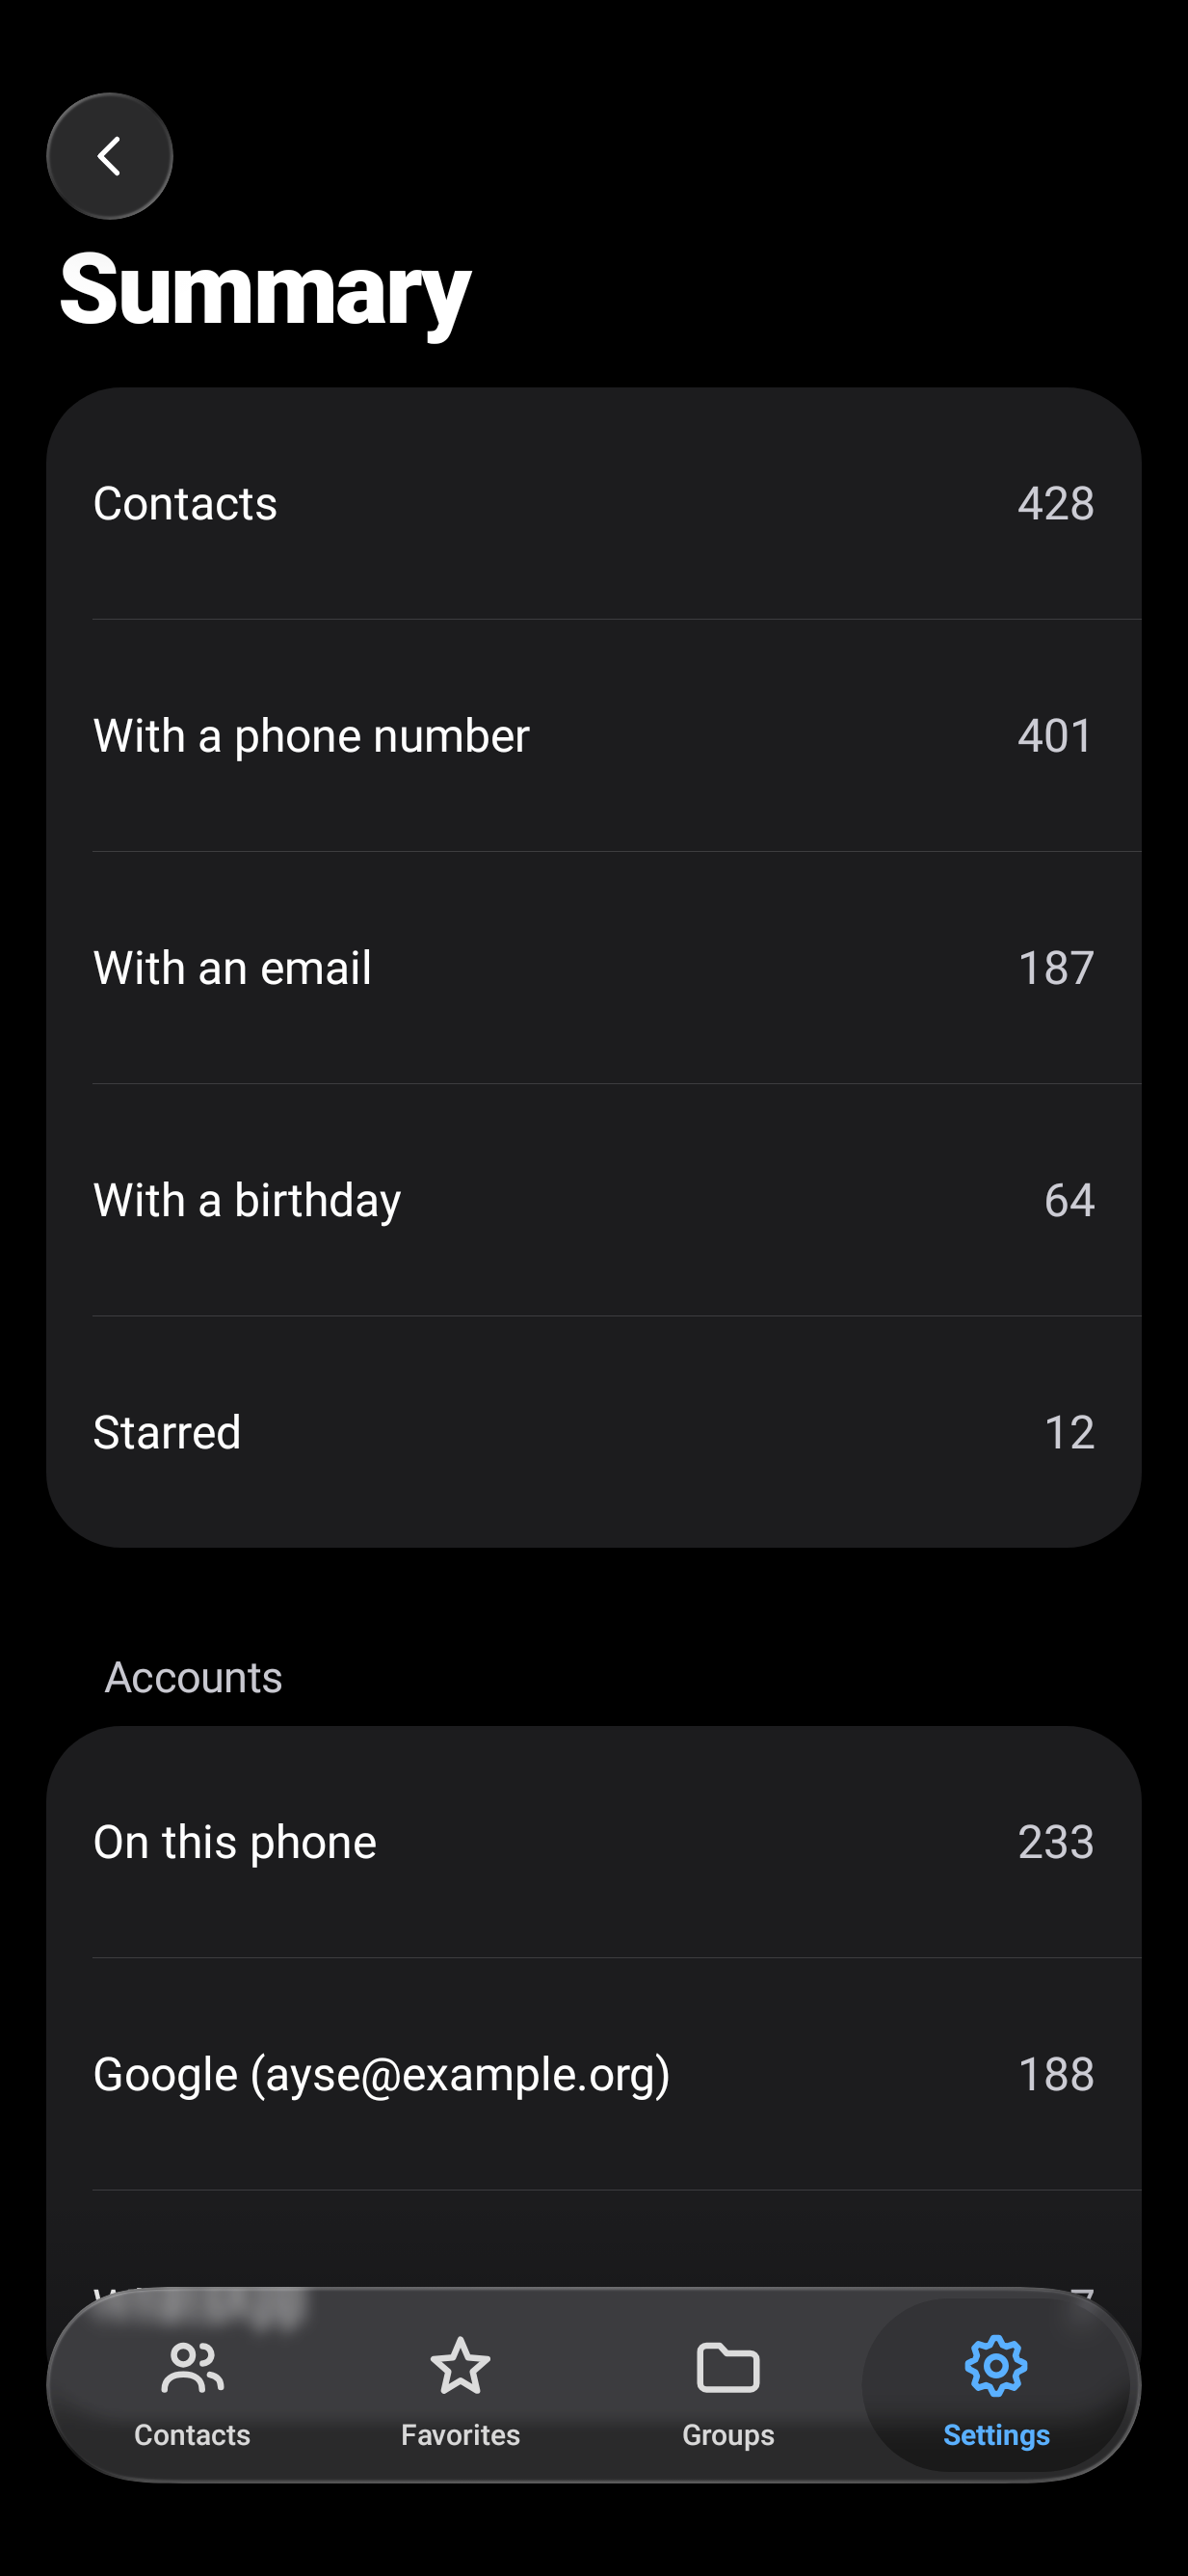 Summary
Contacts 428
With a phone number 401
With an email 187
With a birthday 64
Starred 12
Accounts
On this phone 233
Google (ayse@example.org) 188
Contacts Favorites Groups Settings